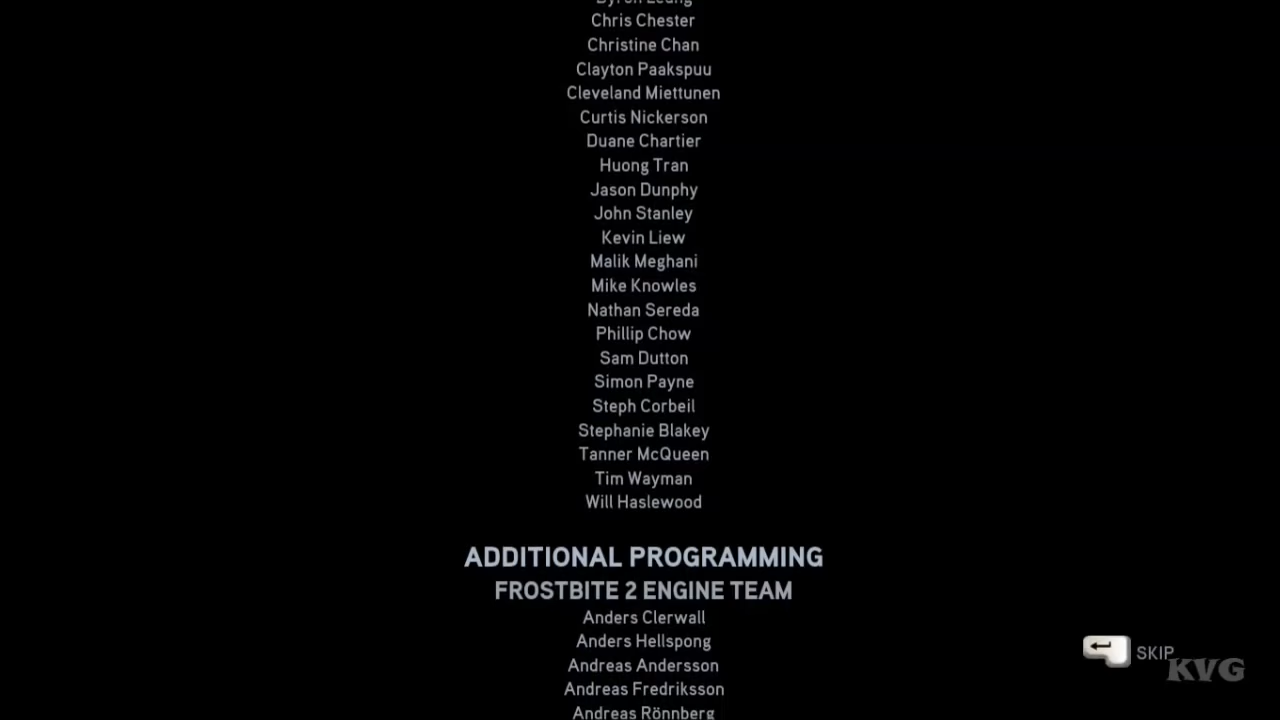 Byron Leung
Chris Chester
Christine Chan
Clayton Paakspuu
Cleveland Miettunen
Curtis Nickerson
Duane Chartier
Huong Tran
Jason Dunphy
John Stanley
Kevin Liew
Malik Meghani
Mike Knowles
Nathan Sereda
Phillip Chow
Sam Dutton
Simon Payne
Steph Corbeil
Stephanie Blakey
Tanner McQueen
Tim Wayman
Will Haslewood
ADDITIONAL PROGRAMMING
FROSTBITE 2 ENGINE TEAM
Anders Clerwall
Anders Hellspong
Andreas Andersson
Andreas Fredriksson
Andreas Rönnberg
SKIP
KVG